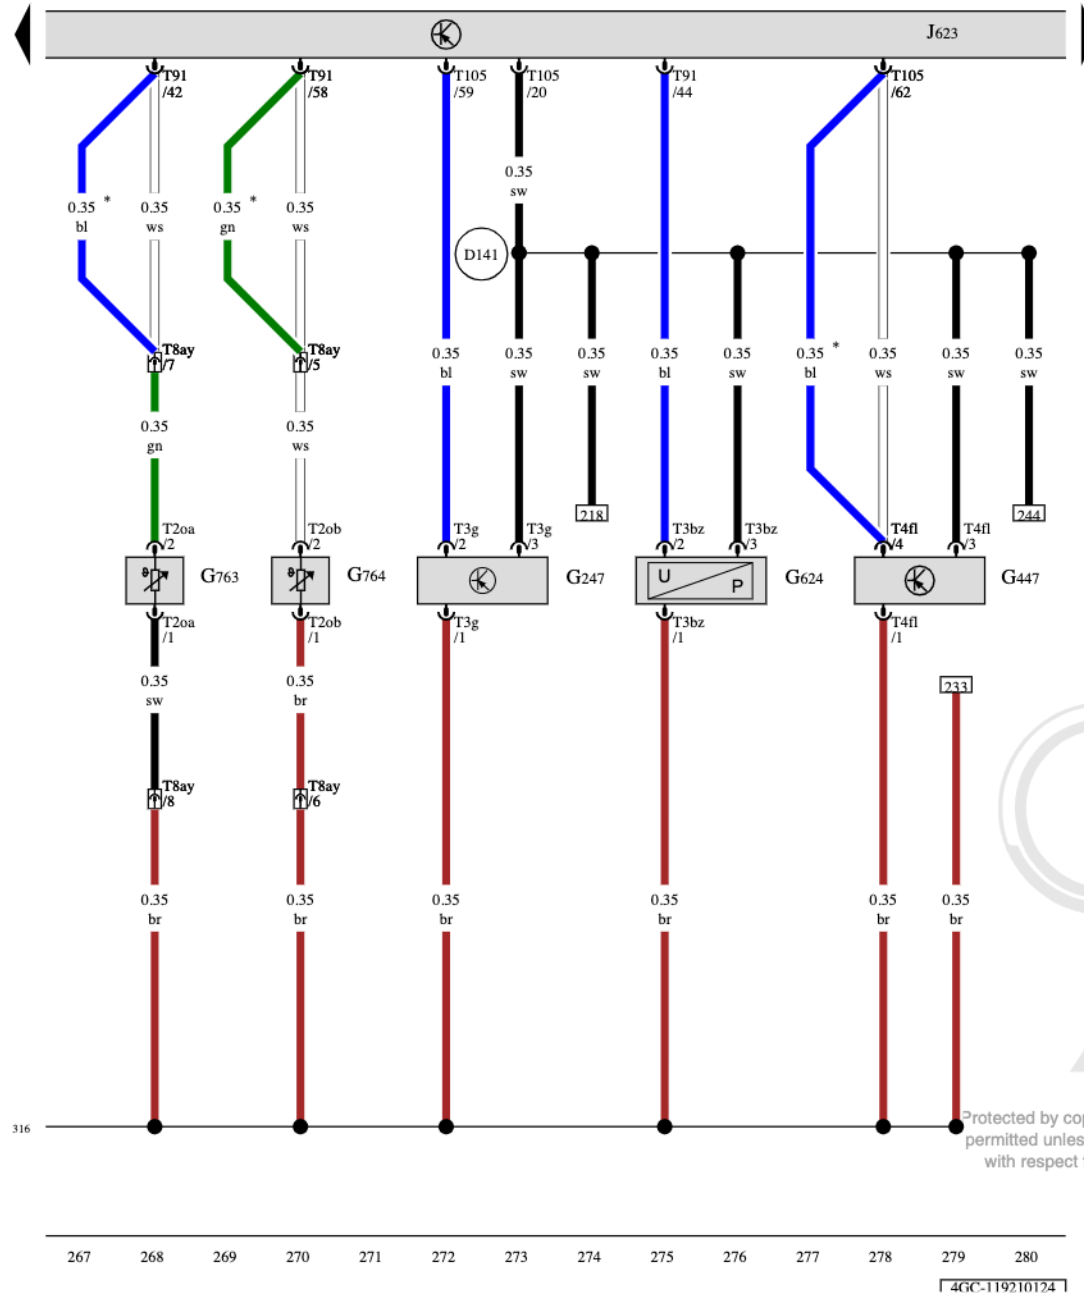 J623
T91 /42
T91 /58
T105 /59
T105 /20
T91 /44
T105 /62
0.35 sw
0.35 * bl
0.35 ws
0.35 * gn
0.35 ws
D141
T8ay /7
T8ay /5
0.35 bl
0.35 sw
0.35 sw
0.35 bl
0.35 sw
0.35 * bl
0.35 ws
0.35 sw
0.35 sw
0.35 gn
0.35 ws
218
244
T2oa /2
T2ob /2
T3g /2
T3g /3
T3bz /2
T3bz /3
T4fl /4
T4fl /3
G763
G764
G247
U P
G624
G447
T2oa /1
T2ob /1
T3g /1
T3bz /1
T4fl /1
0.35 sw
0.35 br
233
T8ay /8
T8ay /6
0.35 br
0.35 br
0.35 br
0.35 br
0.35 br
0.35 br
316
Protected by
permitted
with respect
267 268 269 270 271 272 273 274 275 276 277 278 279 280
4GC-119210124